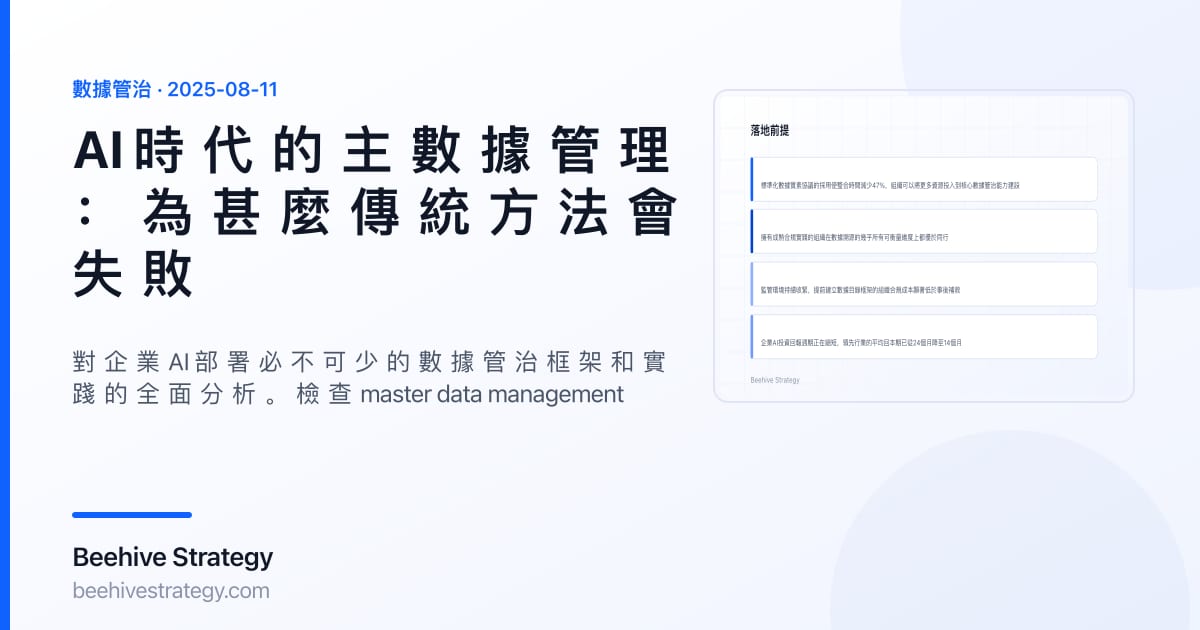 數據管治 · 2025-08-11
AI時代的主數據管理
：為甚麼傳統方法會
失敗
對企業AI部署必不可少的數據管治框架和實
踐的全面分析。檢查master data management
Beehive Strategy
beehivestrategy.com
落地前提
標準化數據質素協議的採用使整合時間減少47%，組織可以將更多資源投入到核心數據管治能力建設
擁有成熟合規實踐的組織在數據溯源的幾乎所有可衡量維度上都優於同行
監管環境持續收緊，提前建立數據目錄框架的組織合規成本顯著低於事後補救
企業AI投資回報週期正在縮短，領先行業的平均回本期已從24個月降至14個月
Beehive Strategy